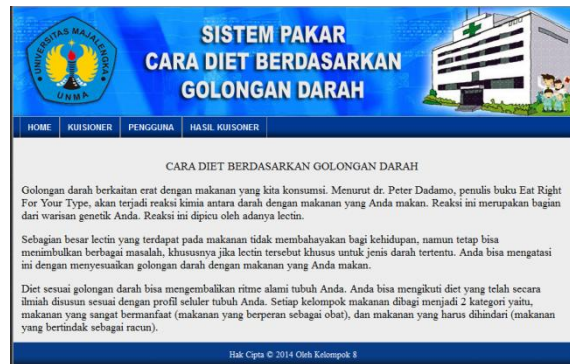 UNIVERSITAS MAJALENGKA
UNMA
SISTEM PAKAR
CARA DIET BERDASARKAN
GOLONGAN DARAH
HOME KUISIONER PENGGUNA HASIL KUISONER
CARA DIET BERDASARKAN GOLONGAN DARAH
Golongan darah berkaitan erat dengan makanan yang kita konsumsi. Menurut dr. Peter Dadamo, penulis buku Eat Right
For Your Type, akan terjadi reaksi kimia antara darah dengan makanan yang Anda makan. Reaksi ini merupakan bagian
dari warisan genetik Anda. Reaksi ini dipicu oleh adanya lectin.
Sebagian besar lectin yang terdapat pada makanan tidak membahayakan bagi kehidupan, namun tetap bisa
menimbulkan berbagai masalah, khususnya jika lectin tersebut khusus untuk jenis darah tertentu. Anda bisa mengatasi
ini dengan menyesuaikan golongan darah dengan makanan yang Anda makan.
Diet sesuai golongan darah bisa mengembalikan ritme alami tubuh Anda. Anda bisa mengikuti diet yang telah secara
ilmiah disusun sesuai dengan profil seluler tubuh Anda. Setiap kelompok makanan dibagi menjadi 2 kategori yaitu,
makanan yang sangat bermanfaat (makanan yang berperan sebagai obat), dan makanan yang harus dihindari (makanan
yang bertindak sebagai racun).
Hak Cipta © 2014 Oleh Kelompok 8